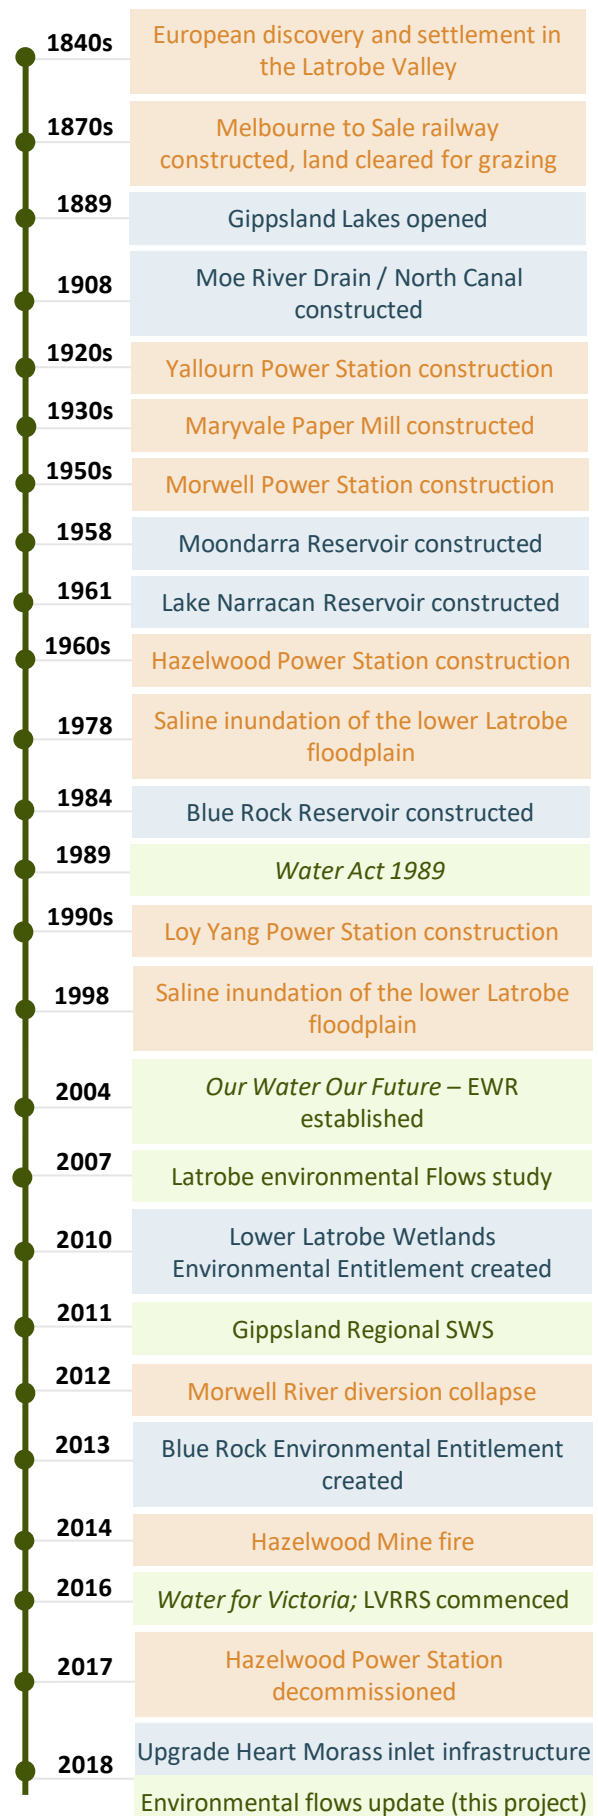 1840s
European discovery and settlement in
the Latrobe Valley
1870s
Melbourne to Sale railway
constructed, land cleared for grazing
1889
Gippsland Lakes opened
1908
Moe River Drain / North Canal
constructed
1920s
Yallourn Power Station construction
1930s
Maryvale Paper Mill constructed
1950s
Morwell Power Station construction
1958
Moondarra Reservoir constructed
1961
Lake Narracan Reservoir constructed
1960s
Hazelwood Power Station construction
1978
Saline inundation of the lower Latrobe
floodplain
1984
Blue Rock Reservoir constructed
1989
Water Act 1989
1990s
Loy Yang Power Station construction
1998
Saline inundation of the lower Latrobe
floodplain
2004
Our Water Our Future – EWR
established
2007
Latrobe environmental Flows study
2010
Lower Latrobe Wetlands
Environmental Entitlement created
2011
Gippsland Regional SWS
2012
Morwell River diversion collapse
2013
Blue Rock Environmental Entitlement
created
2014
Hazelwood Mine fire
2016
Water for Victoria; LVRRS commenced
2017
Hazelwood Power Station
decommissioned
2018
Upgrade Heart Morass inlet infrastructure
Environmental flows update (this project)